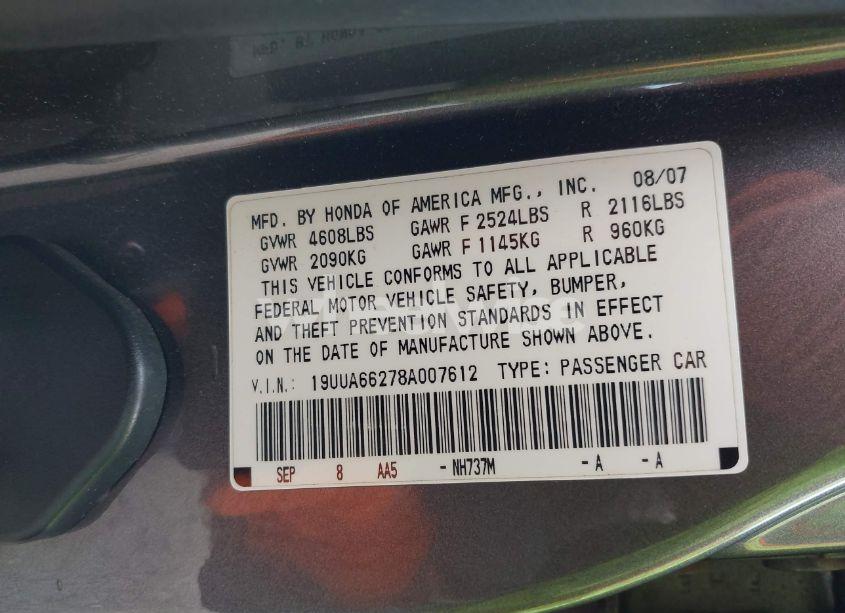 MFD. BY HONDA OF AMERICA MFG., INC. 08/07
GVWR 4608LBS GAWR F 2524LBS R 2116LBS
GVWR 2090KG GAWR F 1145KG R 960KG
THIS VEHICLE CONFORMS TO ALL APPLICABLE
FEDERAL MOTOR VEHICLE SAFETY, BUMPER,
AND THEFT PREVENTION STANDARDS IN EFFECT
ON THE DATE OF MANUFACTURE SHOWN ABOVE.
V.I.N.: 19UUA66278A007612 TYPE: PASSENGER CAR
SEP 8 AA5 - NH737M - A - A